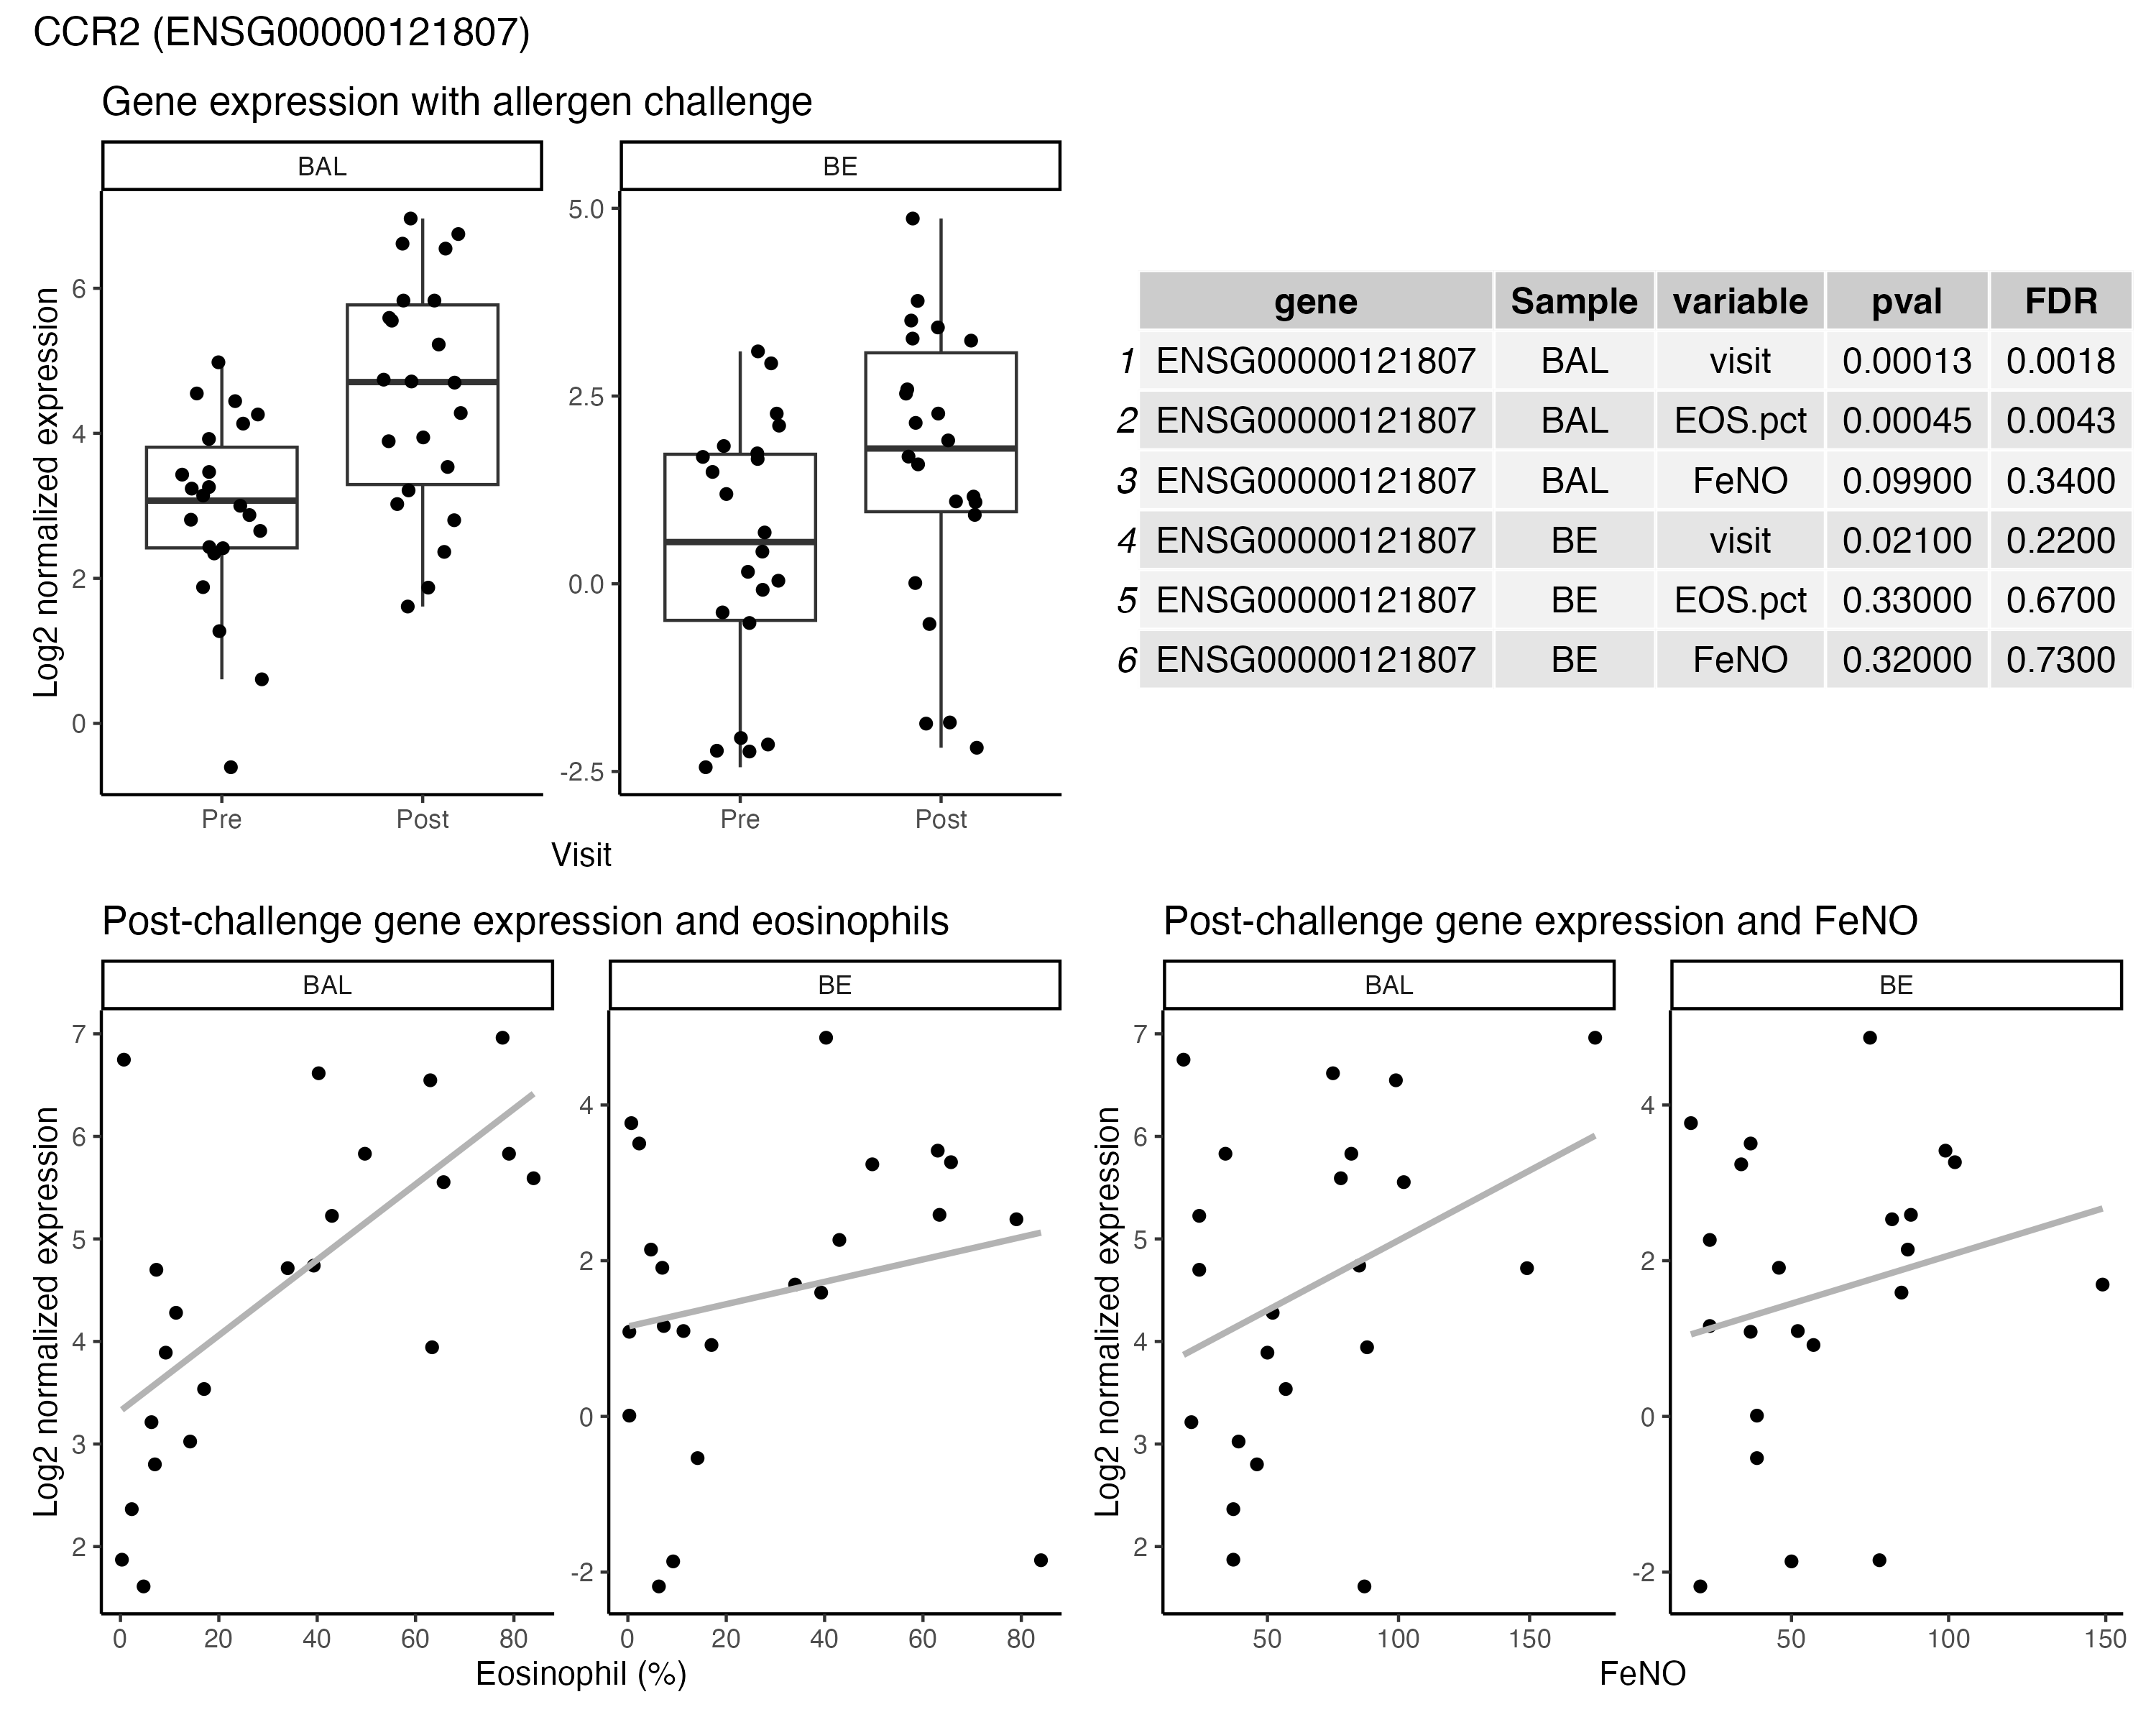 CCR2 (ENSG00000121807)
Gene expression with allergen challenge
BAL
BE
Log2 normalized expression
6
4
2
0
5.0
2.5
0.0
-2.5
Pre
Post
Pre
Post
Visit
gene Sample variable pval FDR
1 ENSG00000121807 BAL visit 0.00013 0.0018
2 ENSG00000121807 BAL EOS.pct 0.00045 0.0043
3 ENSG00000121807 BAL FeNO 0.09900 0.3400
4 ENSG00000121807 BE visit 0.02100 0.2200
5 ENSG00000121807 BE EOS.pct 0.33000 0.6700
6 ENSG00000121807 BE FeNO 0.32000 0.7300
Post-challenge gene expression and eosinophils
BAL
BE
Log2 normalized expression
7
6
5
4
3
2
4
2
0
-2
0 20 40 60 80
0 20 40 60 80
Eosinophil (%)
Post-challenge gene expression and FeNO
BAL
BE
Log2 normalized expression
7
6
5
4
3
2
4
2
0
-2
50 100 150
50 100 150
FeNO